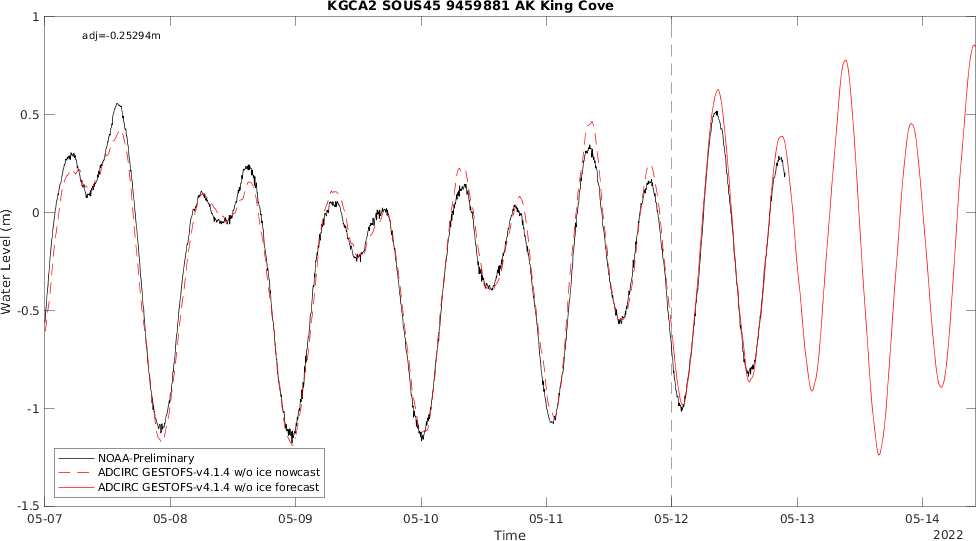 KGCA2 SOUS45 9459881 AK King Cove
adj=-0.25294m
1
0.5
0
-0.5
-1
-1.5
Water Level (m)
NOAA-Preliminary
ADCIRC GESTOFS-v4.1.4 w/o ice nowcast
ADCIRC GESTOFS-v4.1.4 w/o ice forecast
05-07 05-08 05-09 05-10 05-11 05-12 05-13 05-14
Time
2022